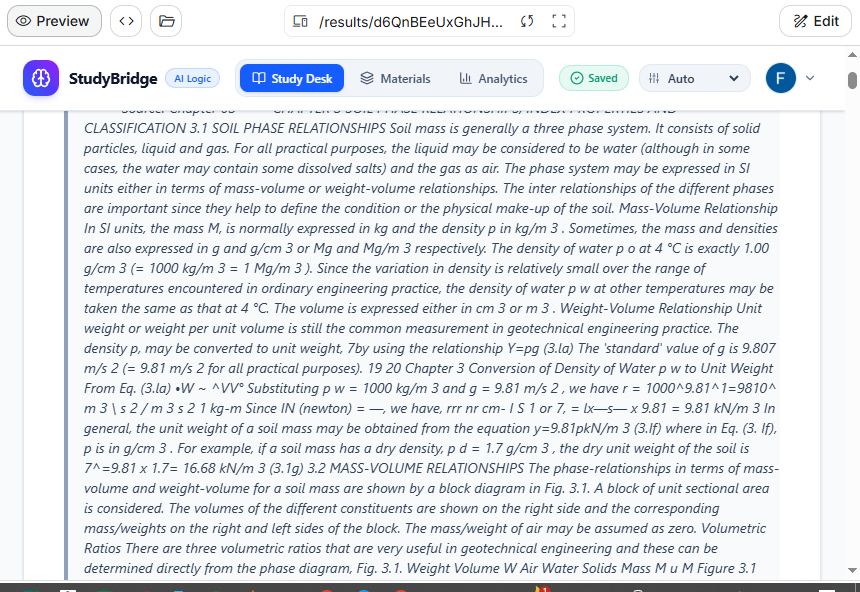 Preview
/results/d6QnBEeUxGhJH...
Edit
StudyBridge
AI Logic
Study Desk
Materials
Analytics
Saved
Auto
F
CLASSIFICATION 3.1 SOIL PHASE RELATIONSHIPS Soil mass is generally a three phase system. It consists of solid
particles, liquid and gas. For all practical purposes, the liquid may be considered to be water (although in some
cases, the water may contain some dissolved salts) and the gas as air. The phase system may be expressed in SI
units either in terms of mass-volume or weight-volume relationships. The inter relationships of the different phases
are important since they help to define the condition or the physical make-up of the soil. Mass-Volume Relationship
In SI units, the mass M, is normally expressed in kg and the density p in kg/m 3 . Sometimes, the mass and densities
are also expressed in g and g/cm 3 or Mg and Mg/m 3 respectively. The density of water p o at 4 °C is exactly 1.00
g/cm 3 (= 1000 kg/m 3 = 1 Mg/m 3 ). Since the variation in density is relatively small over the range of
temperatures encountered in ordinary engineering practice, the density of water p w at other temperatures may be
taken the same as that at 4 °C. The volume is expressed either in cm 3 or m 3 . Weight-Volume Relationship Unit
weight or weight per unit volume is still the common measurement in geotechnical engineering practice. The
density p, may be converted to unit weight, 7by using the relationship Y=pg (3.la) The 'standard' value of g is 9.807
m/s 2 (= 9.81 m/s 2 for all practical purposes). 19 20 Chapter 3 Conversion of Density of Water p w to Unit Weight
From Eq. (3.la) •W ~ ^VV° Substituting p w = 1000 kg/m 3 and g = 9.81 m/s 2 , we have r = 1000^9.81^1=9810^
m 3 \ s 2 / m 3 s 2 1 kg-m Since IN (newton) = —, we have, rrr nr cm- I S 1 or 7, = lx—s— x 9.81 = 9.81 kN/m 3 In
general, the unit weight of a soil mass may be obtained from the equation y=9.81pkN/m 3 (3.If) where in Eq. (3. If),
p is in g/cm 3 . For example, if a soil mass has a dry density, p d = 1.7 g/cm 3 , the dry unit weight of the soil is
7^=9.81 x 1.7= 16.68 kN/m 3 (3.1g) 3.2 MASS-VOLUME RELATIONSHIPS The phase-relationships in terms of mass-
volume and weight-volume for a soil mass are shown by a block diagram in Fig. 3.1. A block of unit sectional area
is considered. The volumes of the different constituents are shown on the right side and the corresponding
mass/weights on the right and left sides of the block. The mass/weight of air may be assumed as zero. Volumetric
Ratios There are three volumetric ratios that are very useful in geotechnical engineering and these can be
determined directly from the phase diagram, Fig. 3.1. Weight Volume W Air Water Solids Mass M u M Figure 3.1